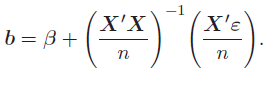 b = β + (X′X / n)⁻¹ (X′ε / n).